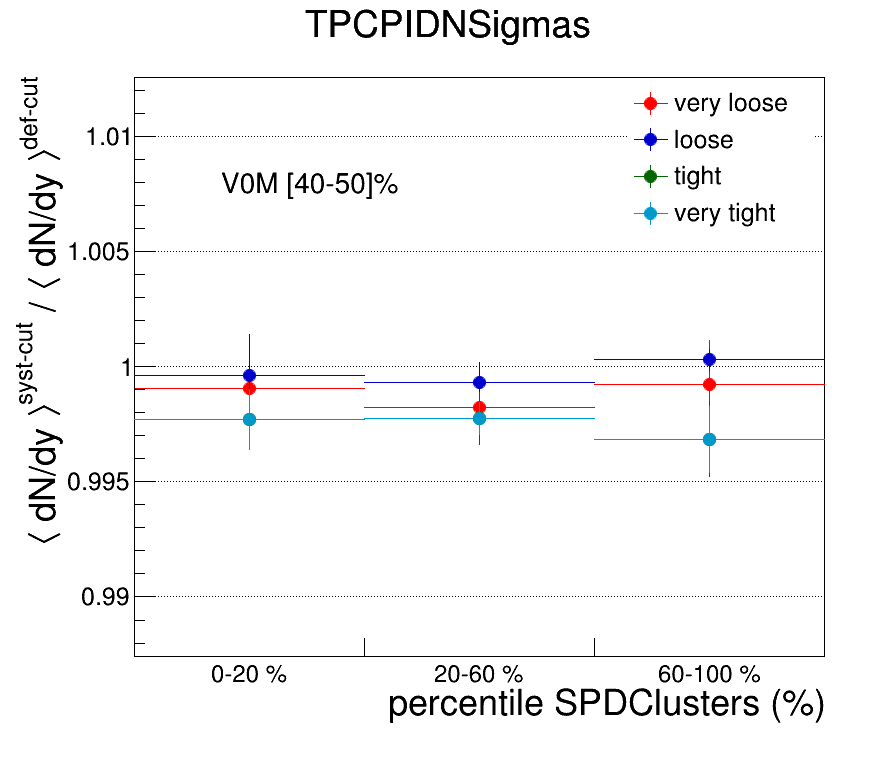 TPCPIDNSigmas
⟨ dN/dy ⟩^syst-cut / ⟨ dN/dy ⟩^def-cut
very loose
loose
tight
very tight
V0M [40-50]%
1.01
1.005
1
0.995
0.99
0-20 %
20-60 %
60-100 %
percentile SPDClusters (%)